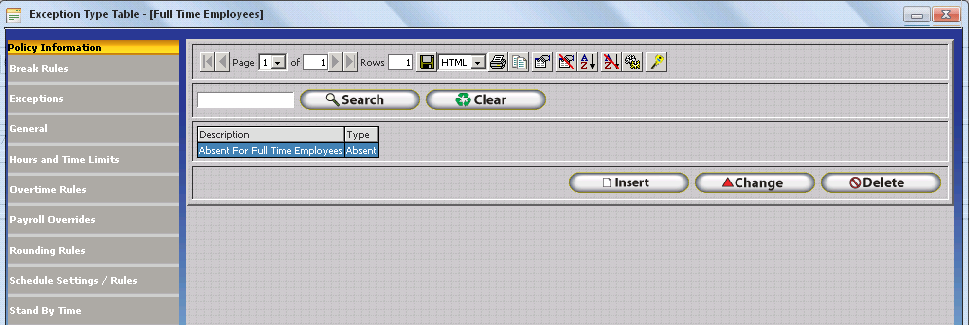 Exception Type Table - [Full Time Employees]
Policy Information
Break Rules
Exceptions
General
Hours and Time Limits
Overtime Rules
Payroll Overrides
Rounding Rules
Schedule Settings / Rules
Stand By Time
Page 1 of 1 Rows 1 HTML
Search Clear
Description Type
Absent For Full Time Employees Absent
Insert Change Delete